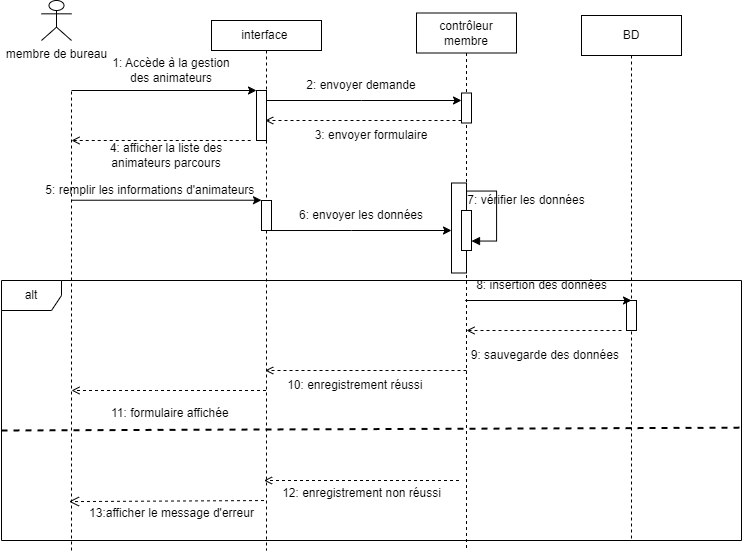 membre de bureau
interface
contrôleur
membre
BD
1: Accède à la gestion
des animateurs
2: envoyer demande
3: envoyer formulaire
4: afficher la liste des
animateurs parcours
5: remplir les informations d'animateurs
6: envoyer les données
7: vérifier les données
alt
8: insertion des données
9: sauvegarde des données
10: enregistrement réussi
11: formulaire affichée
12: enregistrement non réussi
13:afficher le message d'erreur